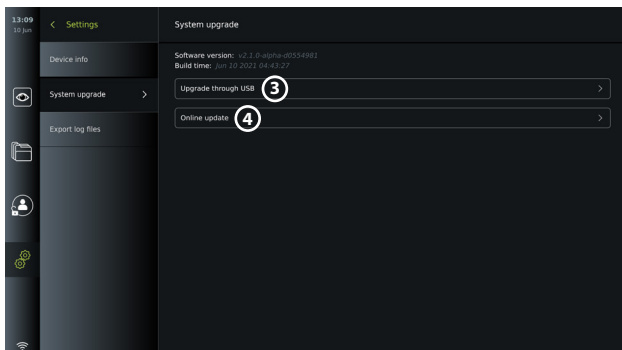 13:09
10 Jun
Settings
Device info
System upgrade
Export log files
System upgrade
Software version: v2.1.0-alpha-d0554981
Build time: Jun 10 2021 04:43:27
Upgrade through USB 3
Online update 4